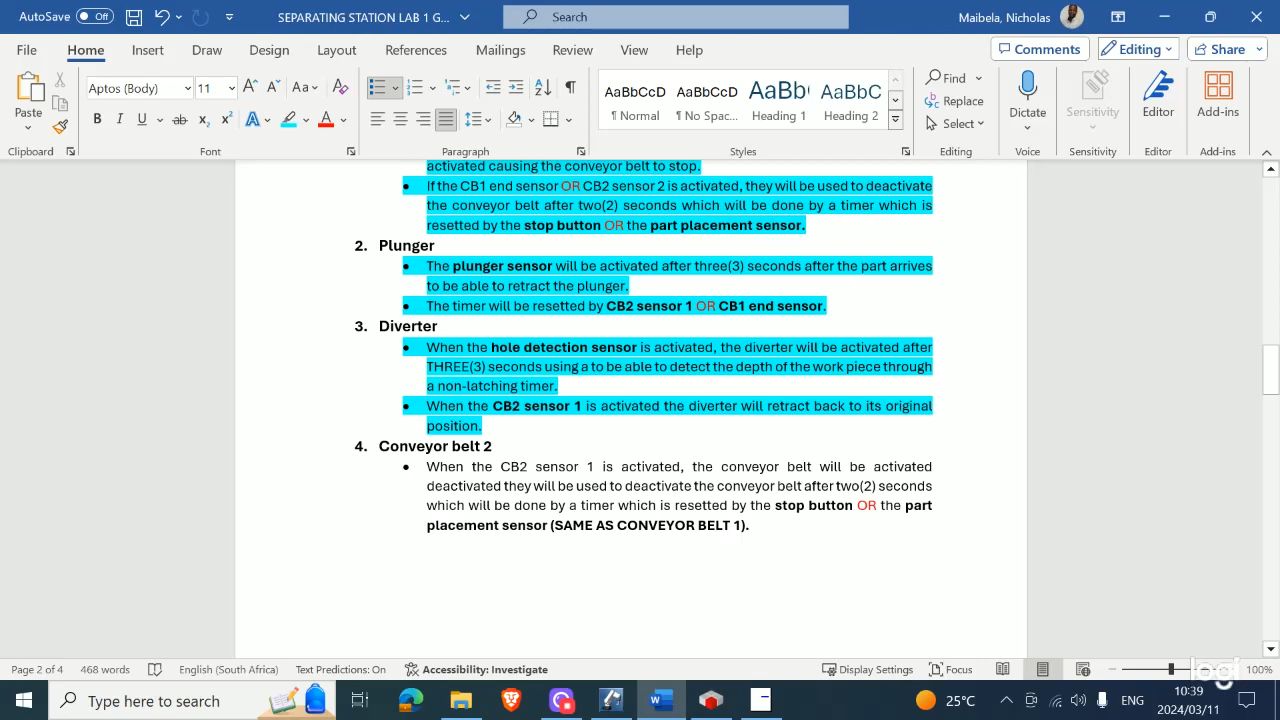 AutoSave Off SEPARATING STATION LAB 1 G... Search Maibela, Nicholas
File Home Insert Draw Design Layout References Mailings Review View Help Comments Editing Share
Paste Aptos (Body) 11 AaBbCcD AaBbCcD AaBb( AaBbC Find Dictate Sensitivity Editor Add-ins
¶ Normal ¶ No Spac... Heading 1 Heading 2 Replace
Select
Clipboard Font Paragraph Styles Editing Voice Sensitivity Editor Add-ins
activated causing the conveyor belt to stop.
● If the CB1 end sensor OR CB2 sensor 2 is activated, they will be used to deactivate
the conveyor belt after two(2) seconds which will be done by a timer which is
resetted by the stop button OR the part placement sensor.
2. Plunger
● The plunger sensor will be activated after three(3) seconds after the part arrives
to be able to retract the plunger.
● The timer will be resetted by CB2 sensor 1 OR CB1 end sensor.
3. Diverter
● When the hole detection sensor is activated, the diverter will be activated after
THREE(3) seconds using a to be able to detect the depth of the work piece through
a non-latching timer.
● When the CB2 sensor 1 is activated the diverter will retract back to its original
position.
4. Conveyor belt 2
● When the CB2 sensor 1 is activated, the conveyor belt will be activated
deactivated they will be used to deactivate the conveyor belt after two(2) seconds
which will be done by a timer which is resetted by the stop button OR the part
placement sensor (SAME AS CONVEYOR BELT 1).
Page 2 of 4 468 words English (South Africa) Text Predictions: On Accessibility: Investigate Display Settings Focus 100%
Type here to search 25°C ENG 10:39
2024/03/11